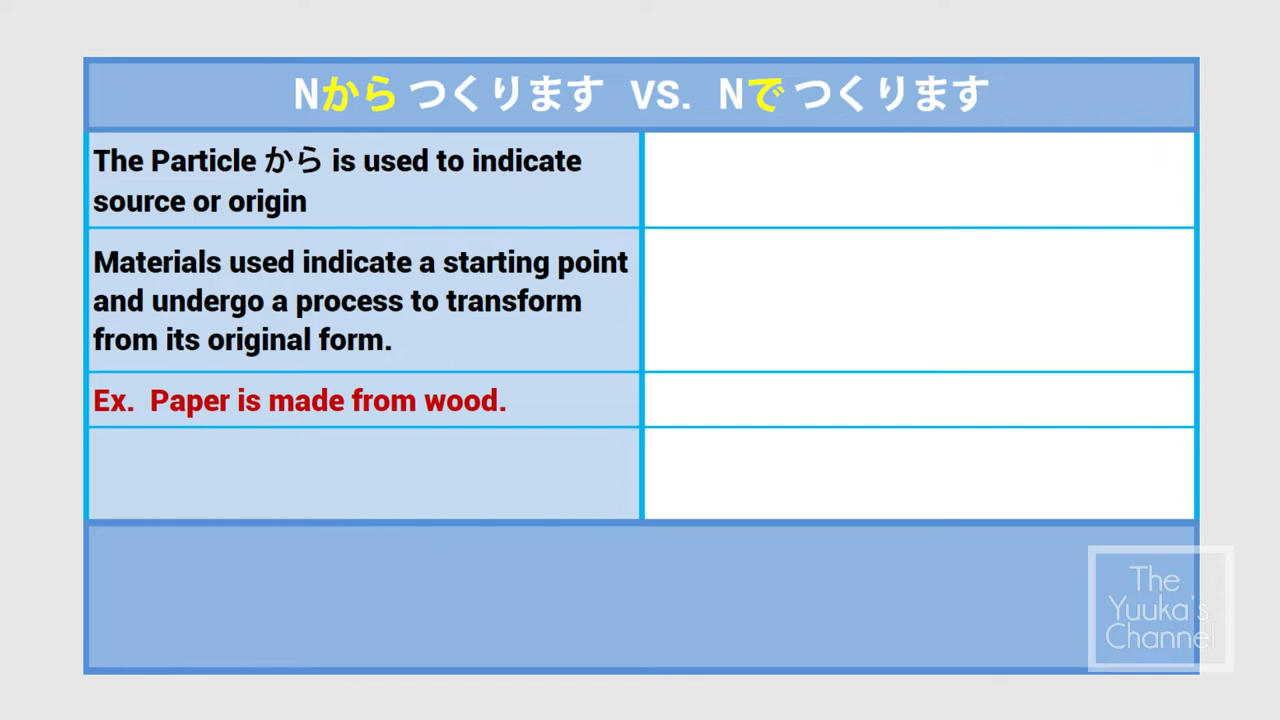 Nから つくります VS. Nで つくります
The Particle から is used to indicate
source or origin
Materials used indicate a starting point
and undergo a process to transform
from its original form.
Ex. Paper is made from wood.
The
Yuuka's
Channel